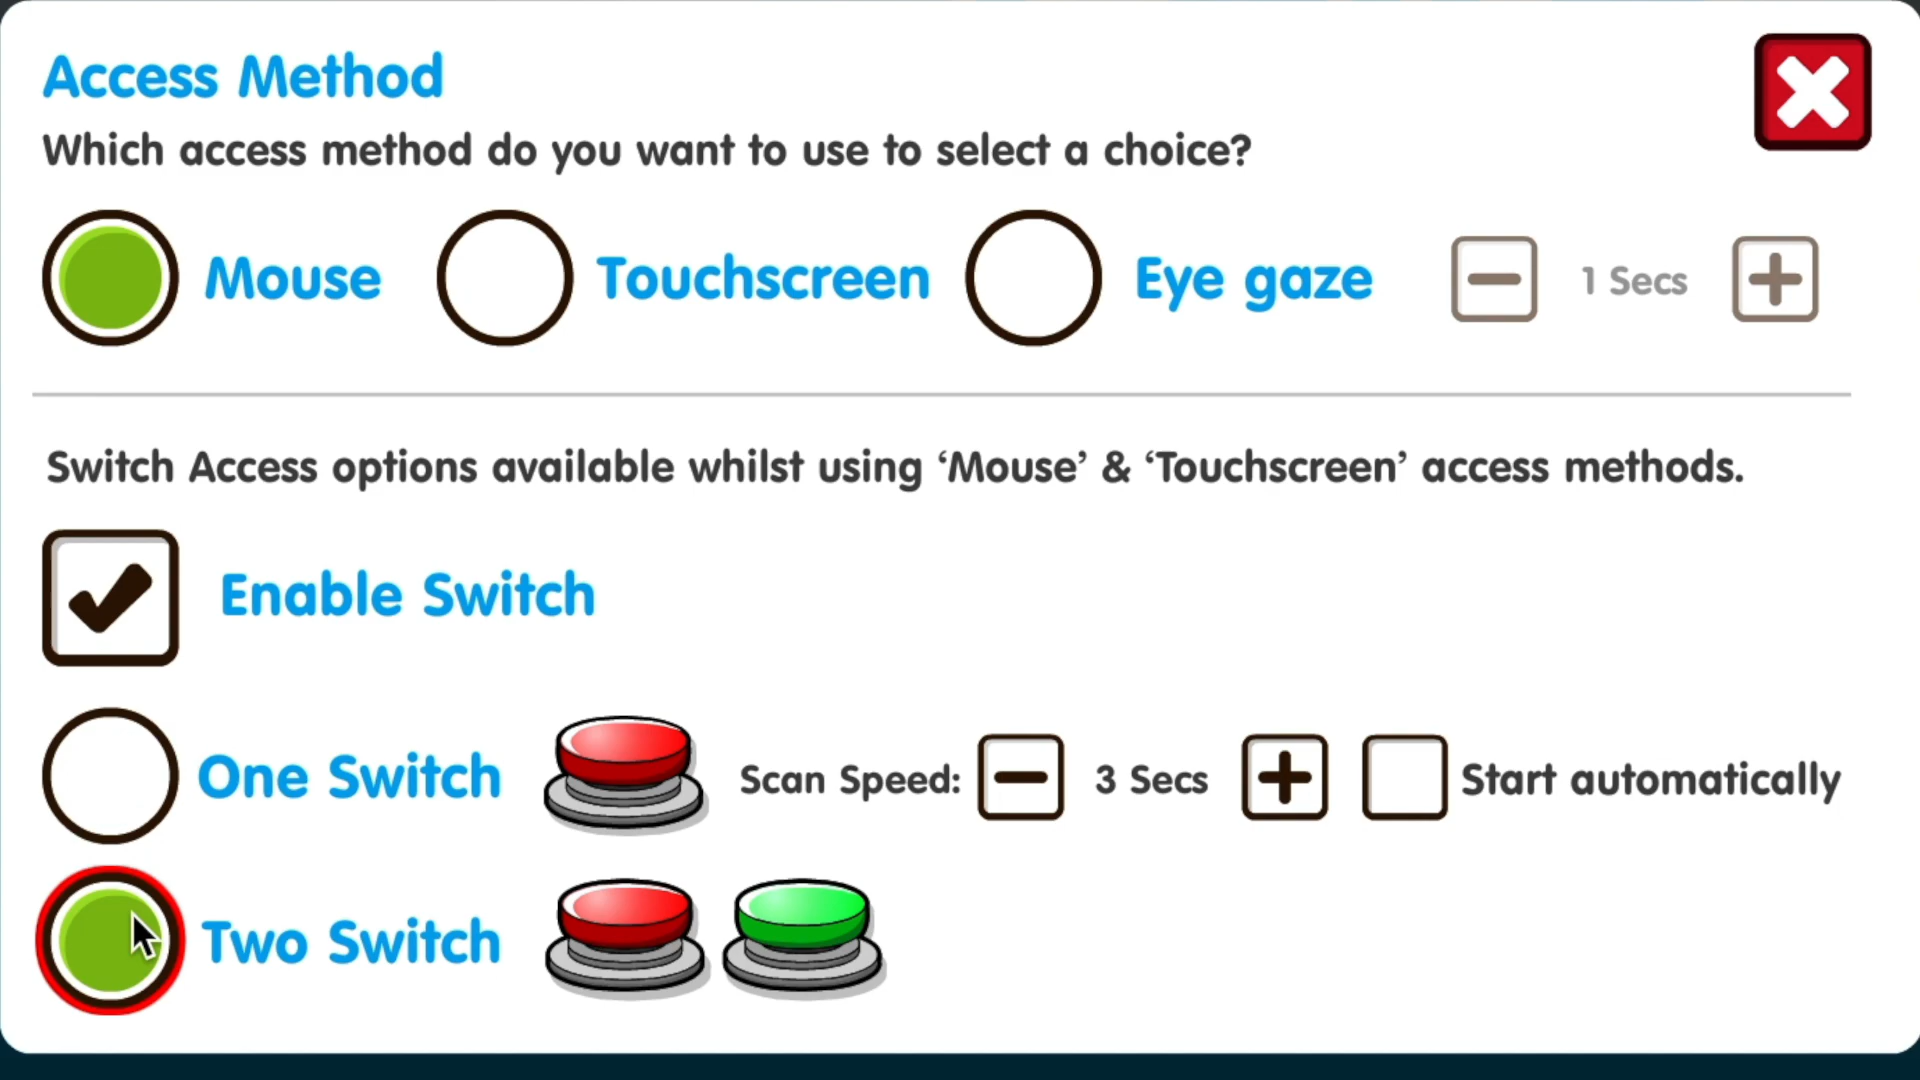 Access Method
Which access method do you want to use to select a choice?
Mouse Touchscreen Eye gaze 1 Secs
Switch Access options available whilst using ‘Mouse’ & ‘Touchscreen’ access methods.
Enable Switch
One Switch Scan Speed: 3 Secs Start automatically
Two Switch